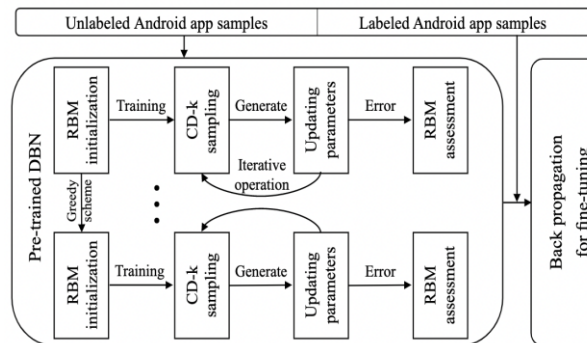 Unlabeled Android app samples
Labeled Android app samples
Pre-trained DBN
RBM
initialization
Training
CD-k
sampling
Generate
Updating
parameters
Error
RBM
assessment
Iterative
operation
Greedy
scheme
RBM
initialization
Training
CD-k
sampling
Generate
Updating
parameters
Error
RBM
assessment
Back propagation
for fine-tuning